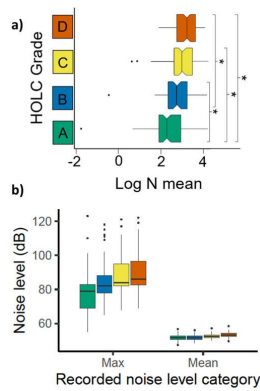 a)
HOLC Grade
D
C
B
A
*
*
*
*
-2
0
2
4
Log N mean
b)
Noise level (dB)
120
100
80
60
Max
Mean
Recorded noise level category